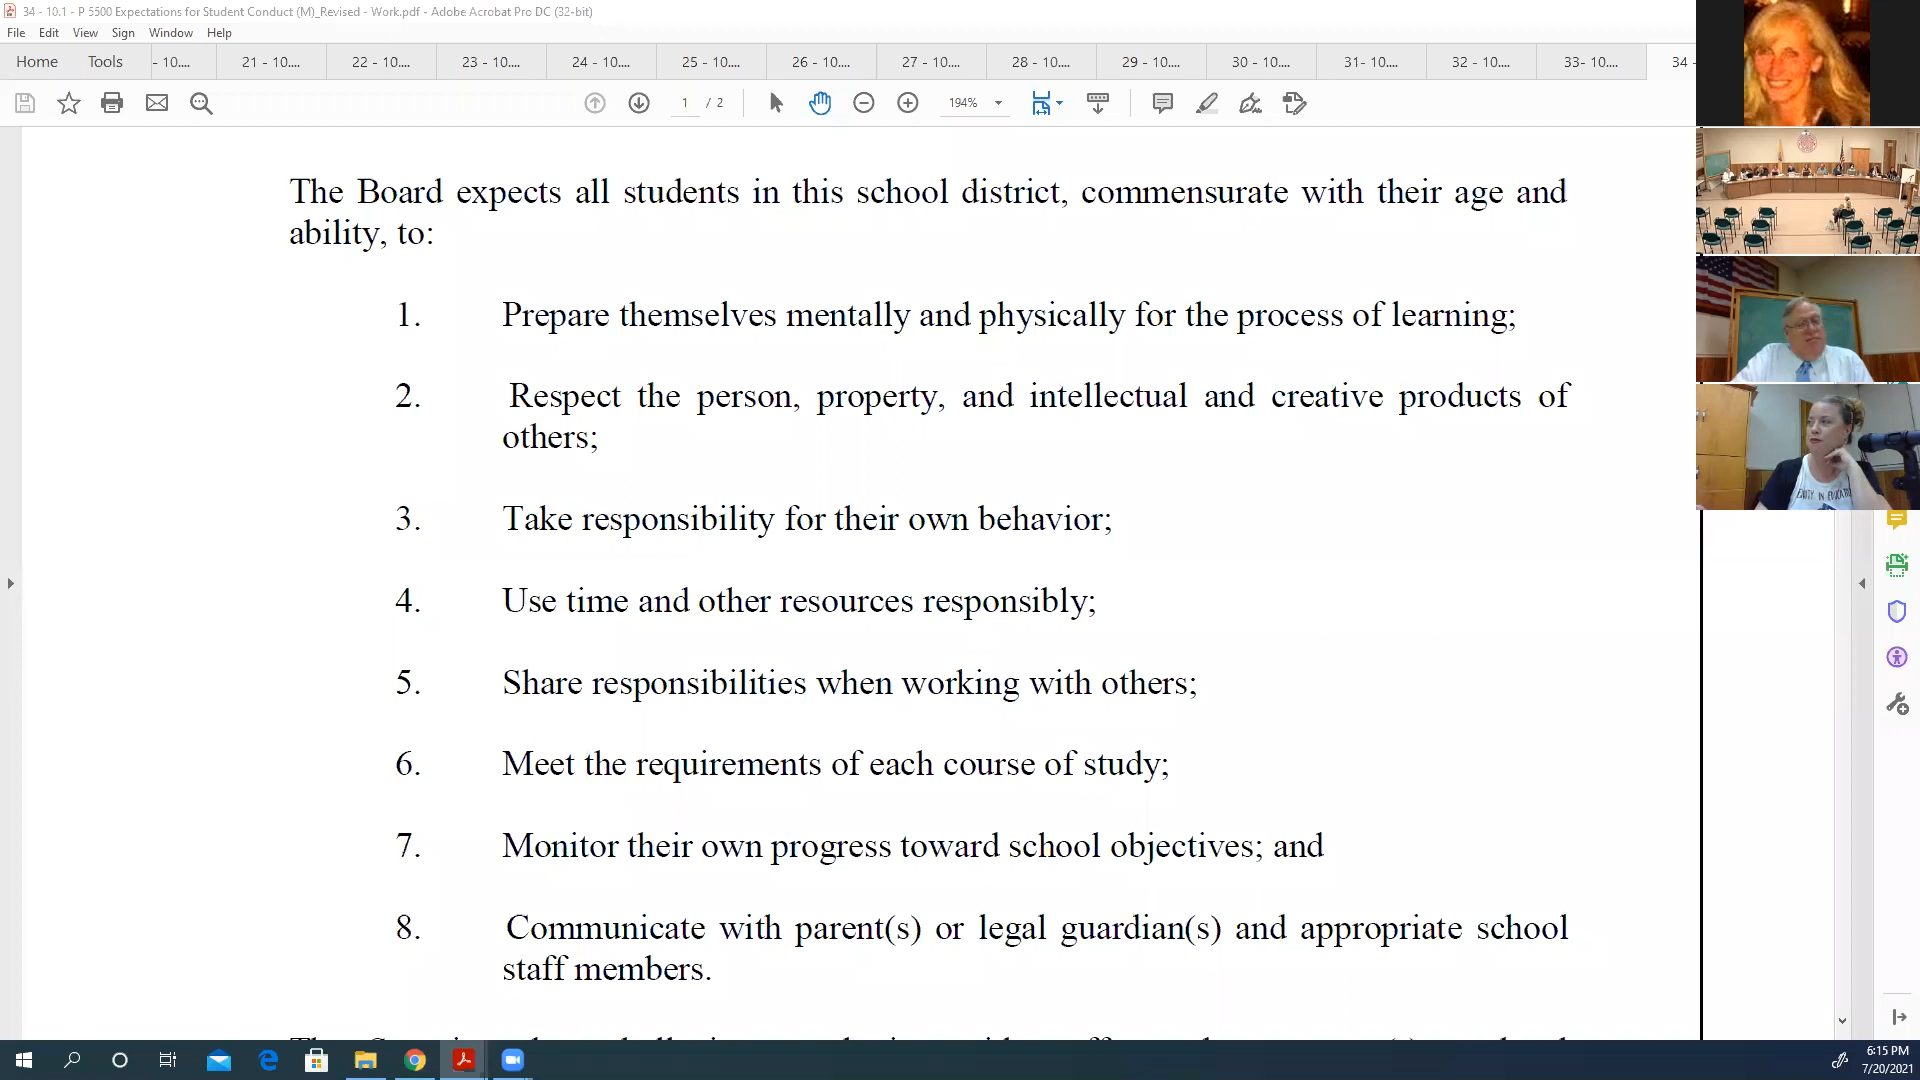 34 - 10.1 - P 5500 Expectations for Student Conduct (M)_Revised - Work.pdf - Adobe Acrobat Pro DC (32-bit)
File Edit View Sign Window Help
Home Tools - 10.... 21 - 10.... 22 - 10.... 23 - 10.... 24 - 10.... 25 - 10.... 26 - 10.... 27 - 10.... 28 - 10.... 29 - 10.... 30 - 10.... 31- 10.... 32 - 10.... 33- 10.... 34 -
1 / 2 194%
The Board expects all students in this school district, commensurate with their age and
ability, to:
1. Prepare themselves mentally and physically for the process of learning;
2. Respect the person, property, and intellectual and creative products of
others;
3. Take responsibility for their own behavior;
4. Use time and other resources responsibly;
5. Share responsibilities when working with others;
6. Meet the requirements of each course of study;
7. Monitor their own progress toward school objectives; and
8. Communicate with parent(s) or legal guardian(s) and appropriate school
staff members.
6:15 PM
7/20/2021